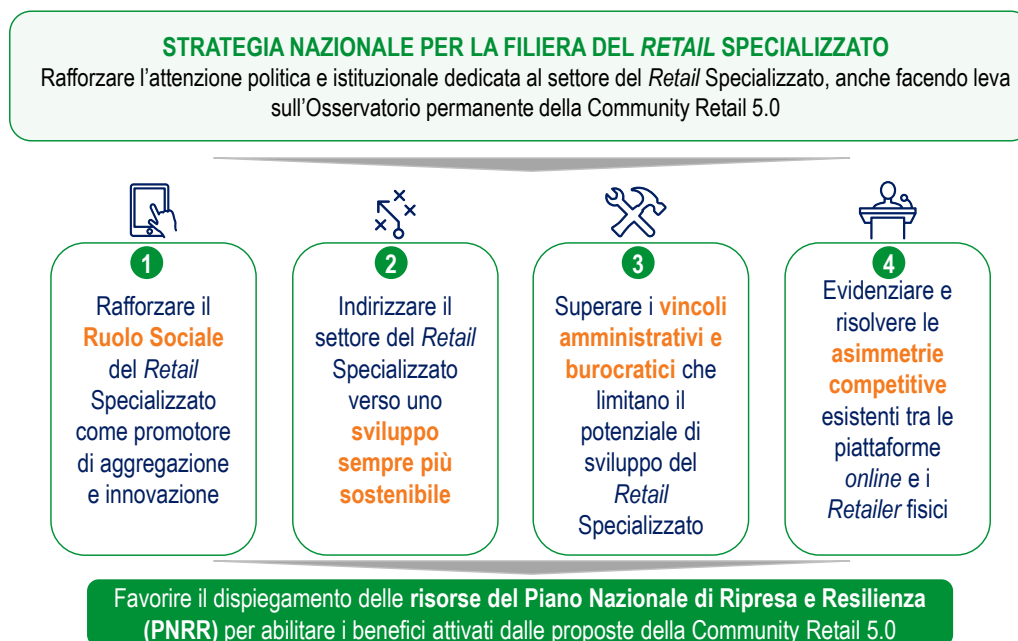 STRATEGIA NAZIONALE PER LA FILIERA DEL RETAIL SPECIALIZZATO
Rafforzare l'attenzione politica e istituzionale dedicata al settore del Retail Specializzato, anche facendo leva
sull'Osservatorio permanente della Community Retail 5.0
1
Rafforzare il
Ruolo Sociale
del Retail
Specializzato
come promotore
di aggregazione
e innovazione
2
Indirizzare il
settore del Retail
Specializzato
verso uno
sviluppo
sempre più
sostenibile
3
Superare i vincoli
amministrativi e
burocratici che
limitano il
potenziale di
sviluppo del
Retail
Specializzato
4
Evidenziare e
risolvere le
asimmetrie
competitive
esistenti tra le
piattaforme
online e i
Retailer fisici
Favorire il dispiegamento delle risorse del Piano Nazionale di Ripresa e Resilienza
(PNRR) per abilitare i benefici attivati dalle proposte della Community Retail 5.0